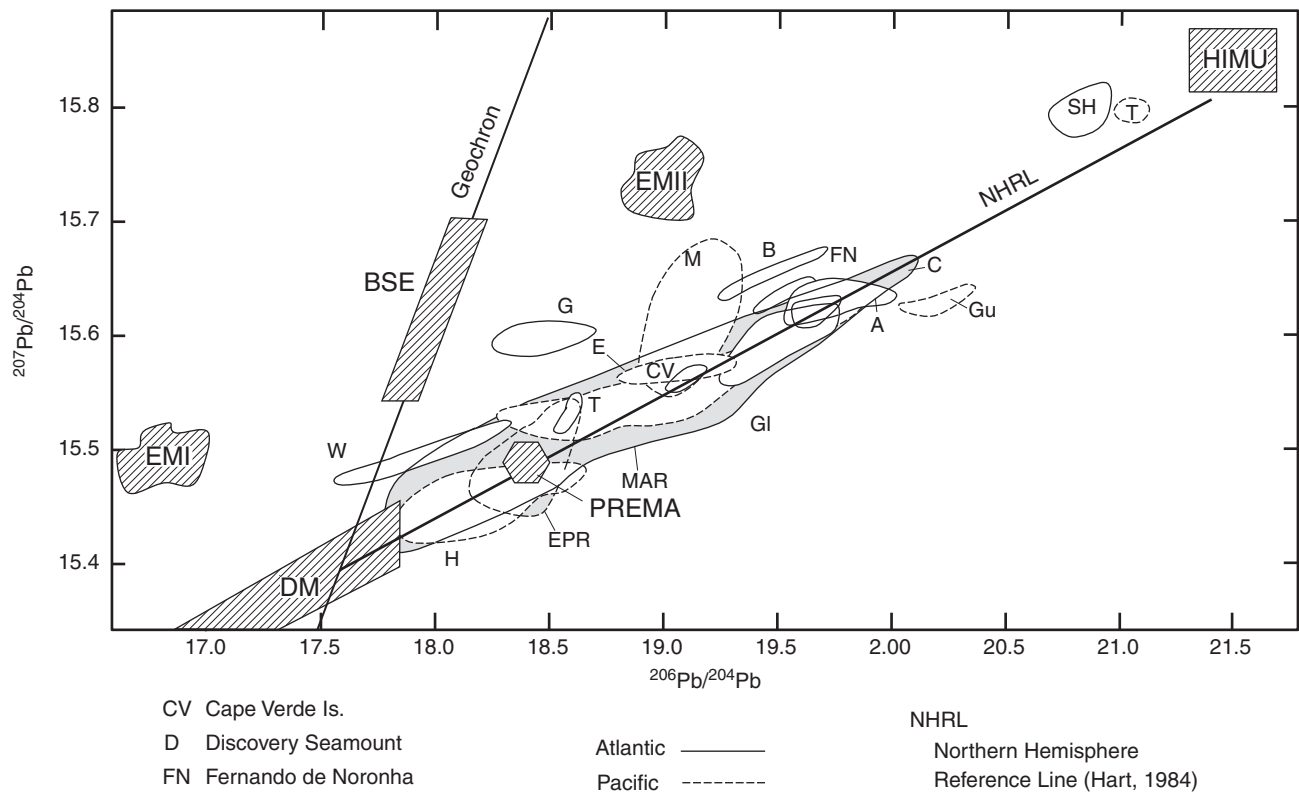 HIMU
15.8
SH
T
Geochron
EMII
NHRL
15.7
B
FN
M
C
BSE
²⁰⁷Pb/²⁰⁴Pb
G
Gu
A
15.6
E
CV
T
GI
W
15.5
EMI
MAR
PREMA
EPR
H
15.4
DM
17.0 17.5 18.0 18.5 19.0 19.5 2.00 20.5 21.0 21.5
²⁰⁶Pb/²⁰⁴Pb
CV Cape Verde Is.
D Discovery Seamount
FN Fernando de Noronha
Atlantic
Pacific
NHRL
Northern Hemisphere
Reference Line (Hart, 1984)